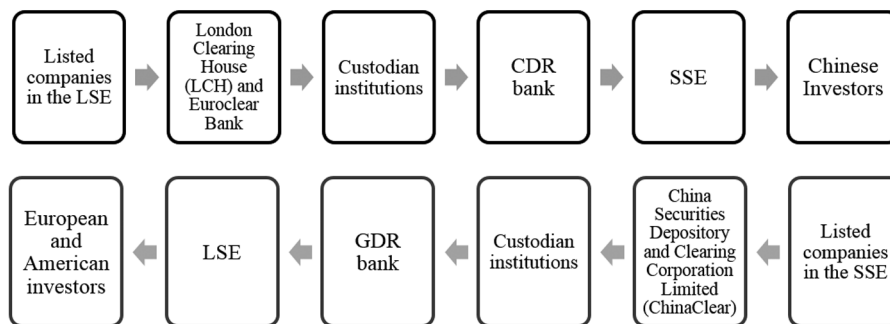 Listed
companies
in the LSE
London
Clearing
House
(LCH) and
Euroclear
Bank
Custodian
institutions
CDR
bank
SSE
Chinese
Investors
European
and
American
investors
LSE
GDR
bank
Custodian
institutions
China
Securities
Depository
and Clearing
Corporation
Limited
(ChinaClear)
Listed
companies
in the SSE